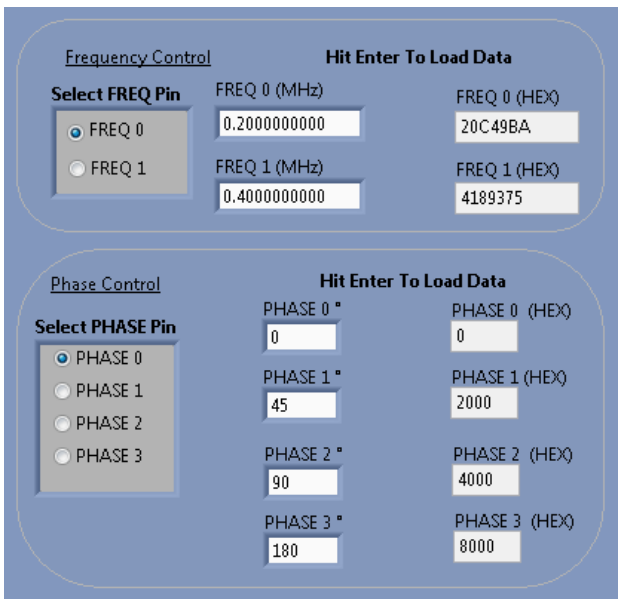 Frequency Control
Hit Enter To Load Data
Select FREQ Pin
FREQ 0 (MHz)
FREQ 0 (HEX)
FREQ 0
0.2000000000
20C49BA
FREQ 1
FREQ 1 (MHz)
FREQ 1 (HEX)
0.4000000000
4189375
Phase Control
Hit Enter To Load Data
Select PHASE Pin
PHASE 0 °
PHASE 0 (HEX)
PHASE 0
0
0
PHASE 1
PHASE 1 °
PHASE 1 (HEX)
45
2000
PHASE 2
PHASE 3
PHASE 2 °
PHASE 2 (HEX)
90
4000
PHASE 3 °
PHASE 3 (HEX)
180
8000